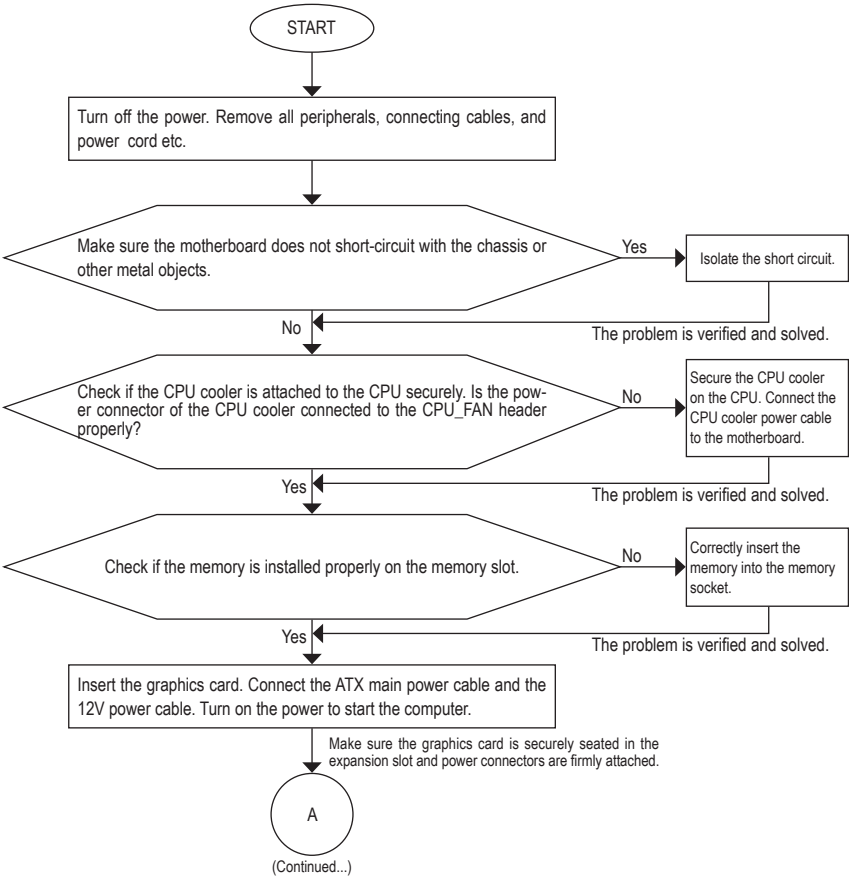 START
Turn off the power. Remove all peripherals, connecting cables, and
power cord etc.
Make sure the motherboard does not short-circuit with the chassis or
other metal objects.
Yes
Isolate the short circuit.
No
The problem is verified and solved.
Check if the CPU cooler is attached to the CPU securely. Is the pow-
er connector of the CPU cooler connected to the CPU_FAN header
properly?
No
Secure the CPU cooler
on the CPU. Connect the
CPU cooler power cable
to the motherboard.
Yes
The problem is verified and solved.
Check if the memory is installed properly on the memory slot.
No
Correctly insert the
memory into the memory
socket.
Yes
The problem is verified and solved.
Insert the graphics card. Connect the ATX main power cable and the
12V power cable. Turn on the power to start the computer.
Make sure the graphics card is securely seated in the
expansion slot and power connectors are firmly attached.
A
(Continued...)